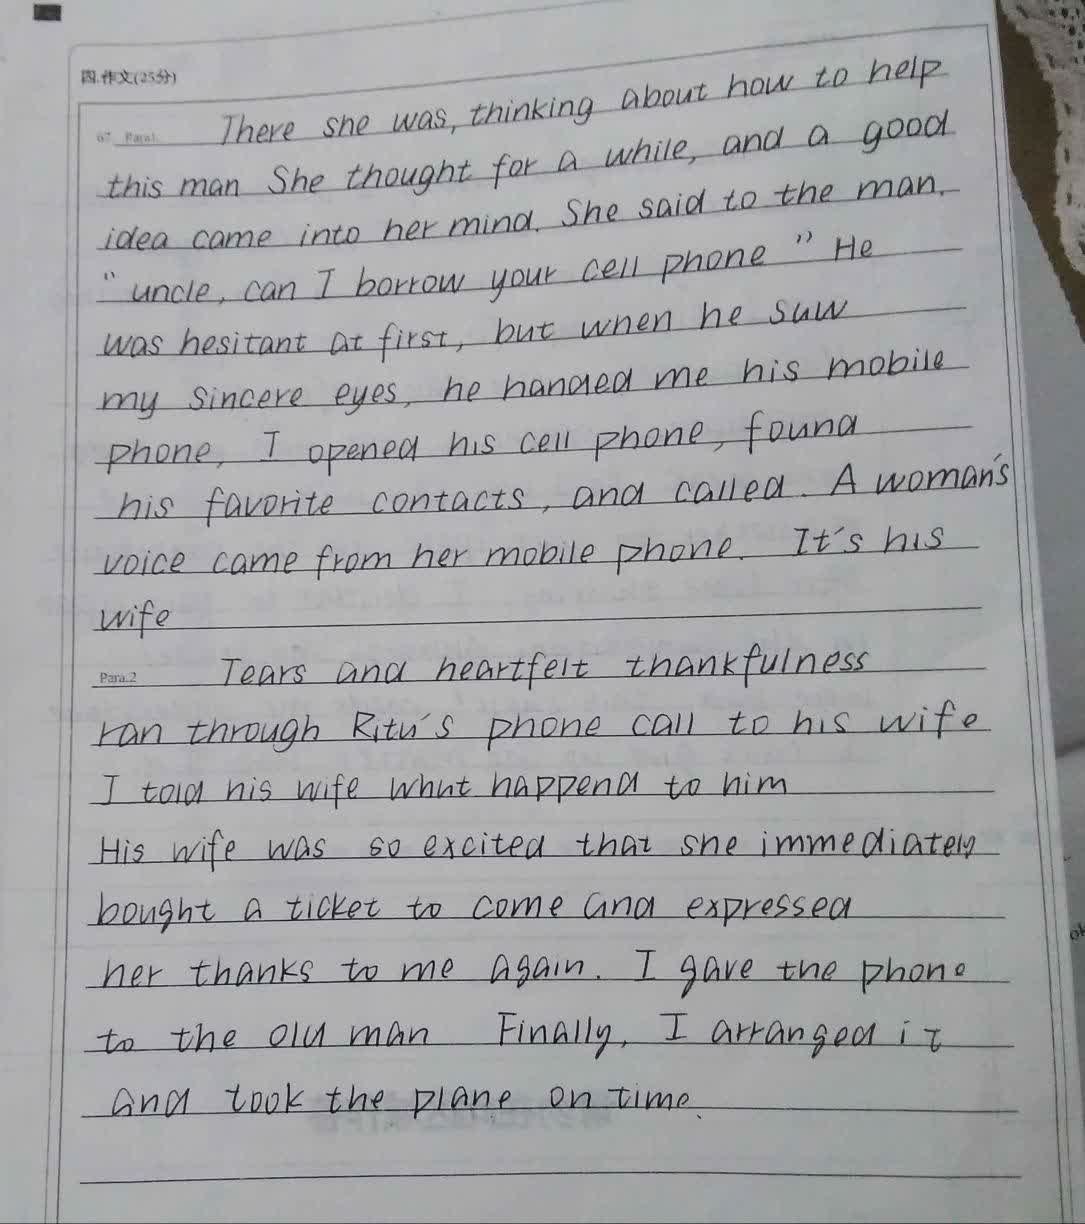 四.作文(25分)
67. Para1. There she was, thinking about how to help
this man She thought for a while, and a good
idea came into her mind. She said to the man.
"uncle, can I borrow your cell phone" He
was hesitant at first, but when he saw
my sincere eyes, he handed me his mobile
phone, I opened his cell phone, found
his favorite contacts, and called. A woman's
voice came from her mobile phone. It's his
wife
Para.2 Tears and heartfelt thankfulness
ran through Ritu's phone call to his wife
I told his wife what happend to him
His wife was so excited that she immediately
bought a ticket to come and expressed
her thanks to me again. I gave the phone
to the old man Finally, I arranged it
and took the plane on time.